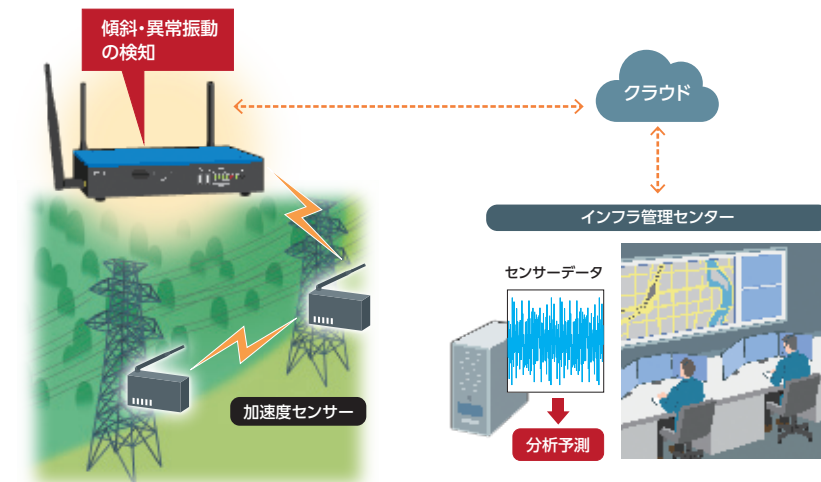 傾斜・異常振動
の検知
クラウド
インフラ管理センター
センサーデータ
加速度センサー
分析予測